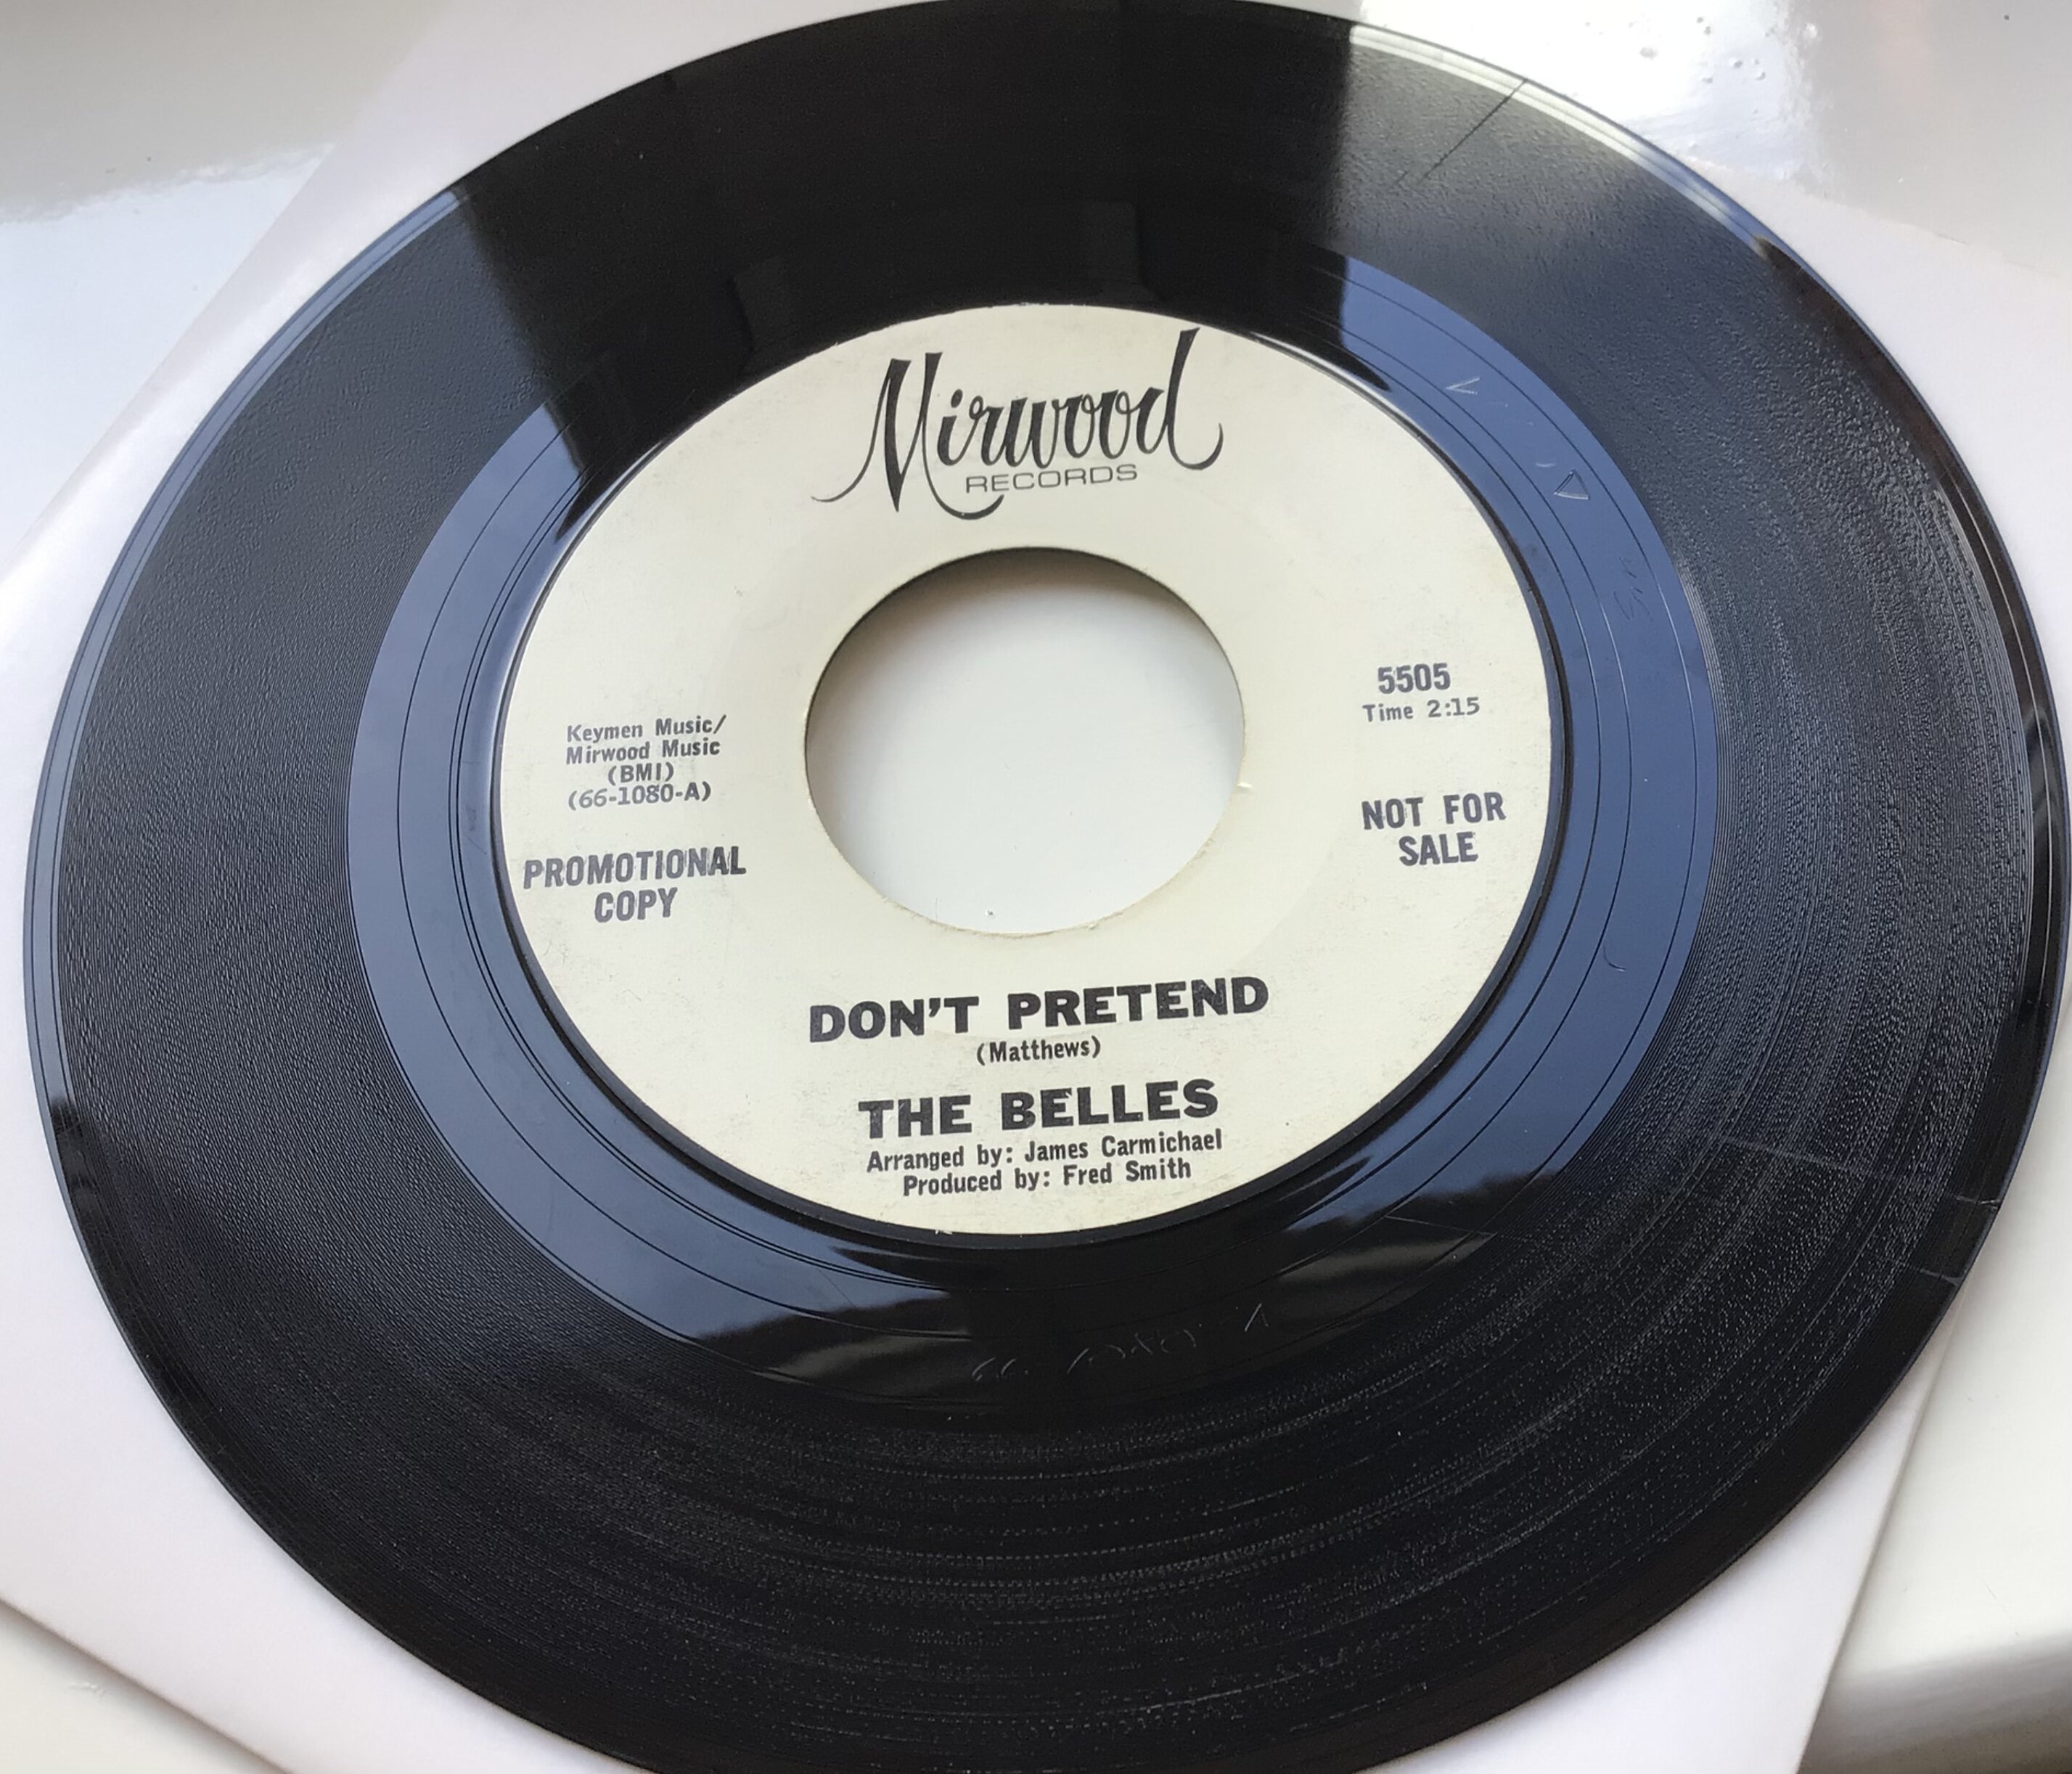 Mirwood
RECORDS
Keymen Music/
Mirwood Music
(BMI)
(66-1080-A)
PROMOTIONAL
COPY
5505
Time 2:15
NOT FOR
SALE
DON'T PRETEND
(Matthews)
THE BELLES
Arranged by: James Carmichael
Produced by: Fred Smith